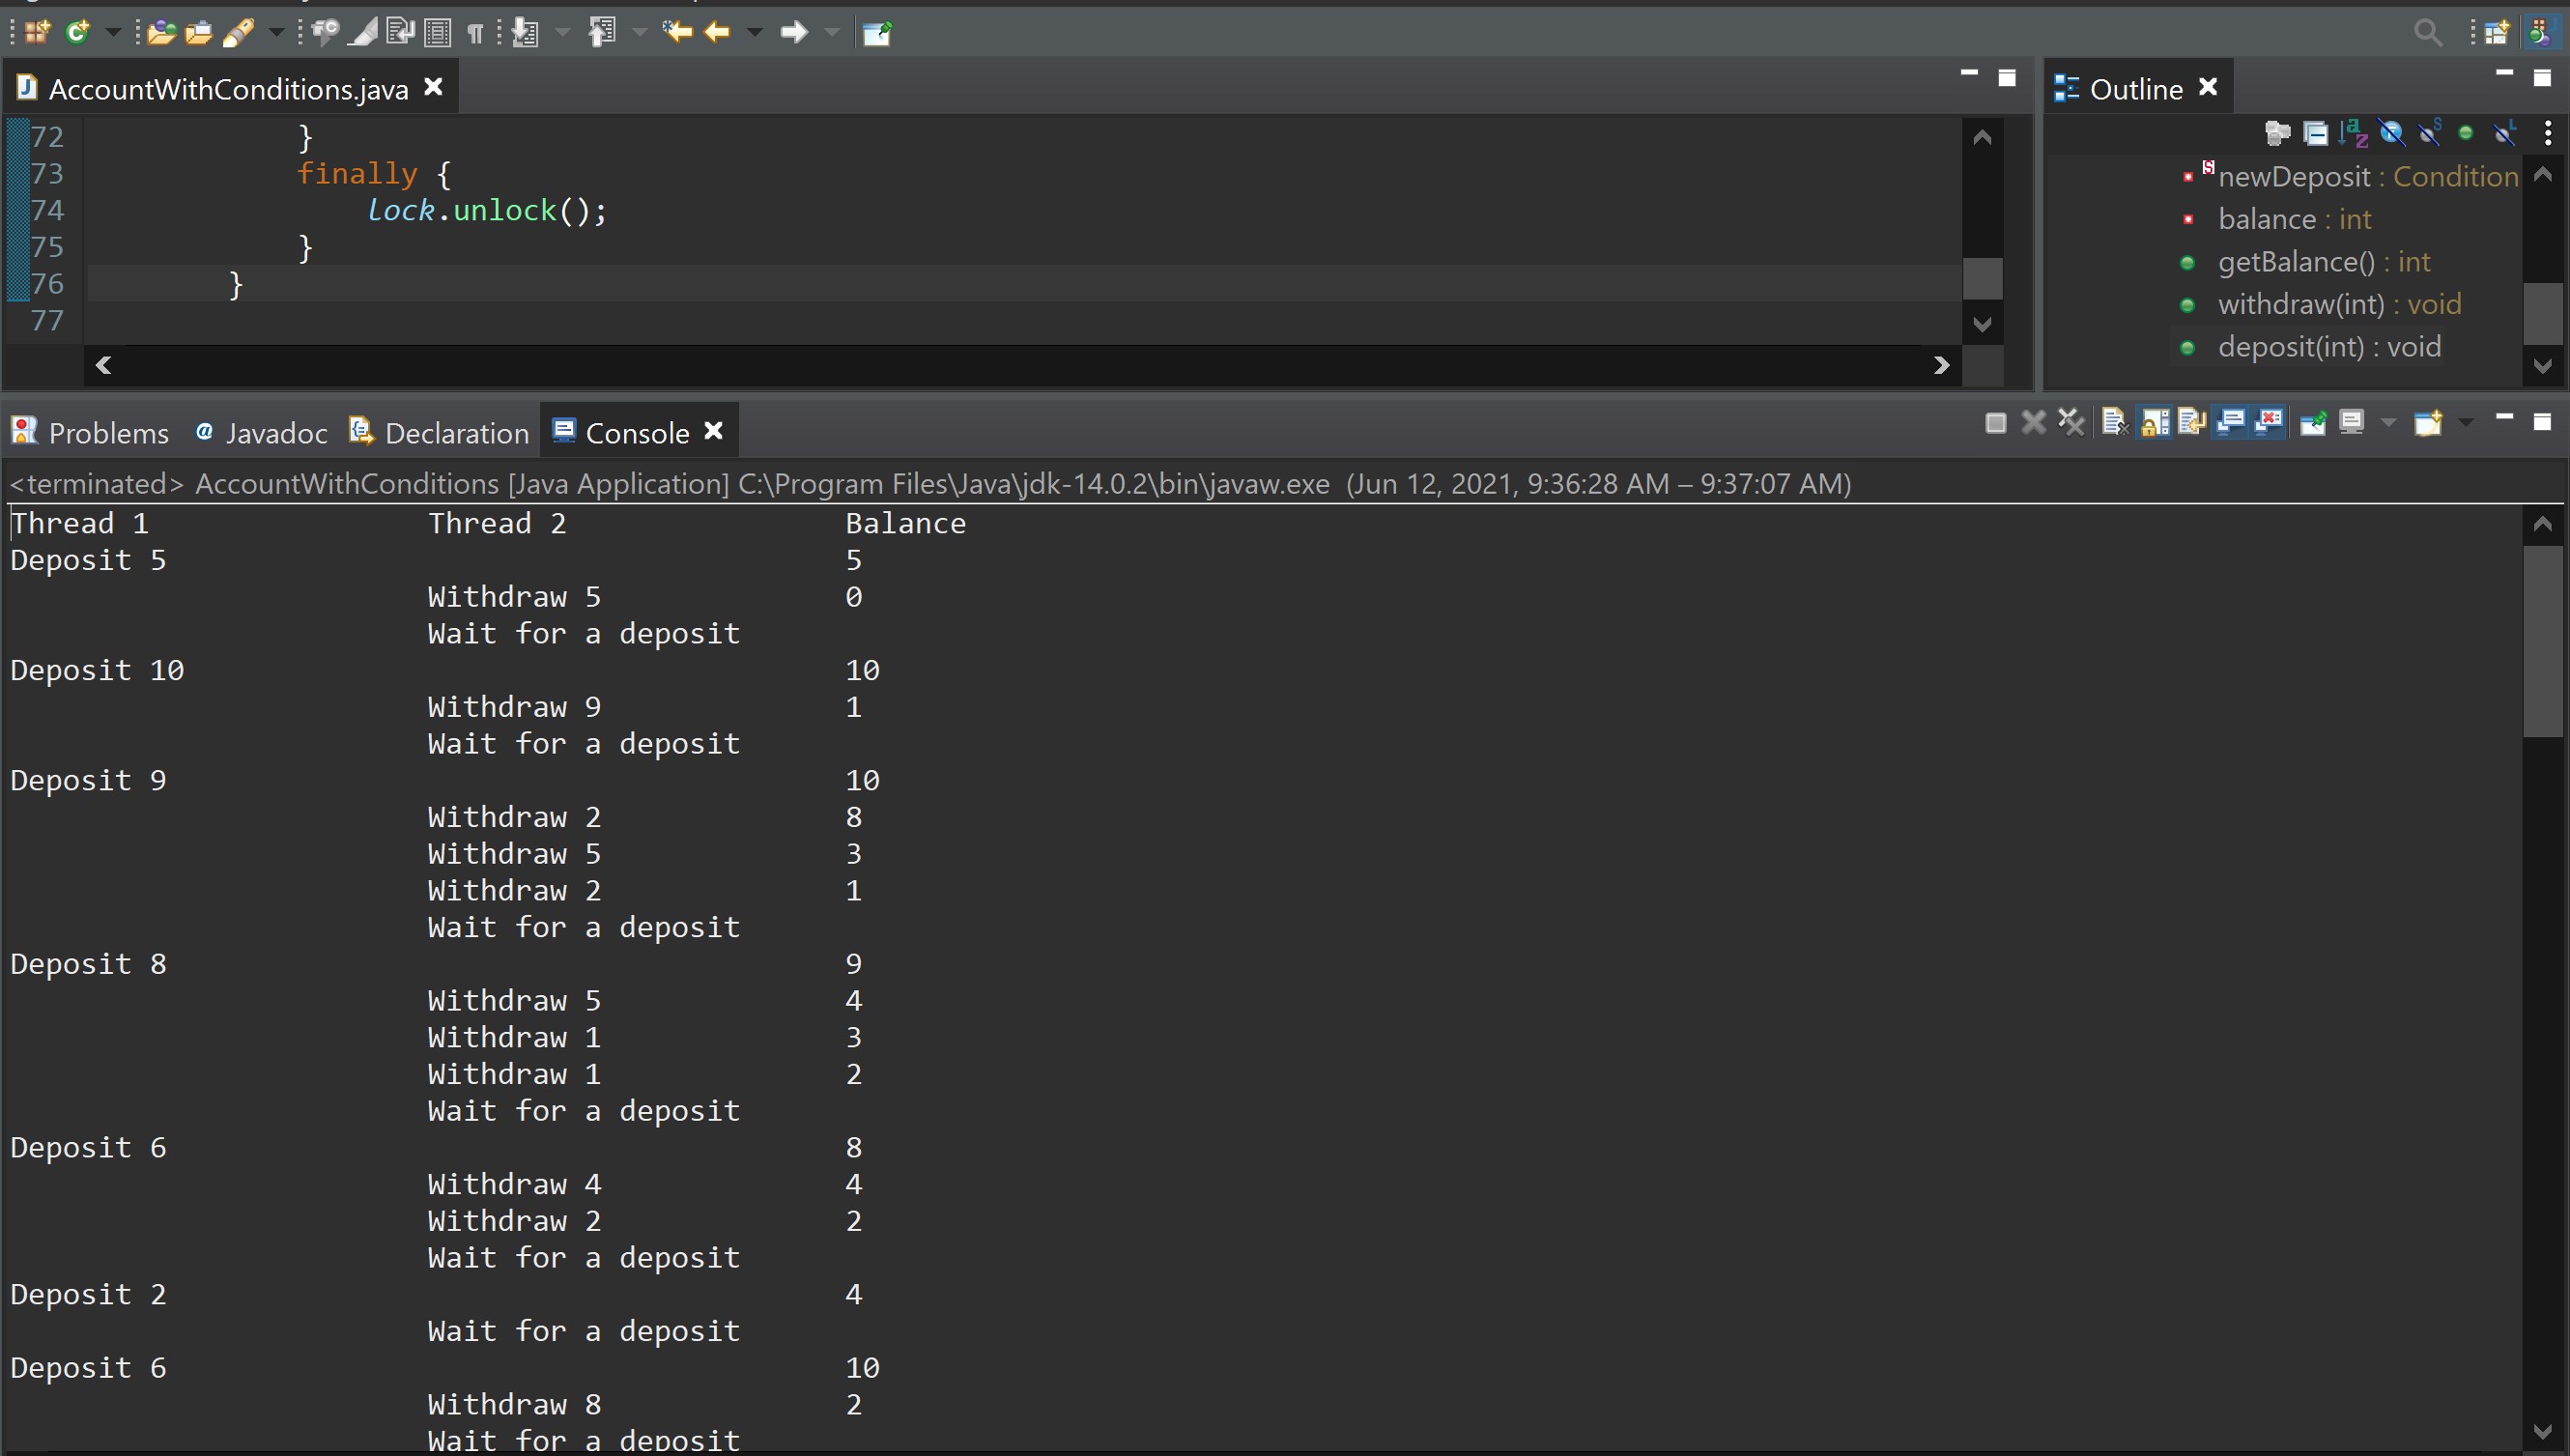 AccountWithConditions.java
Outline
72 }
73 finally {
74 lock.unlock();
75 }
76 }
77
newDeposit : Condition
balance : int
getBalance() : int
withdraw(int) : void
deposit(int) : void
Problems @ Javadoc Declaration Console
<terminated> AccountWithConditions [Java Application] C:\Program Files\Java\jdk-14.0.2\bin\javaw.exe (Jun 12, 2021, 9:36:28 AM – 9:37:07 AM)
Thread 1 Thread 2 Balance
Deposit 5 5
Withdraw 5 0
Wait for a deposit
Deposit 10 10
Withdraw 9 1
Wait for a deposit
Deposit 9 10
Withdraw 2 8
Withdraw 5 3
Withdraw 2 1
Wait for a deposit
Deposit 8 9
Withdraw 5 4
Withdraw 1 3
Withdraw 1 2
Wait for a deposit
Deposit 6 8
Withdraw 4 4
Withdraw 2 2
Wait for a deposit
Deposit 2 4
Wait for a deposit
Deposit 6 10
Withdraw 8 2
Wait for a deposit